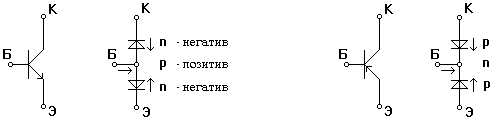 К К К К
n - негатив p
Б Б p - позитив Б Б n
n - негатив p
Э Э Э Э